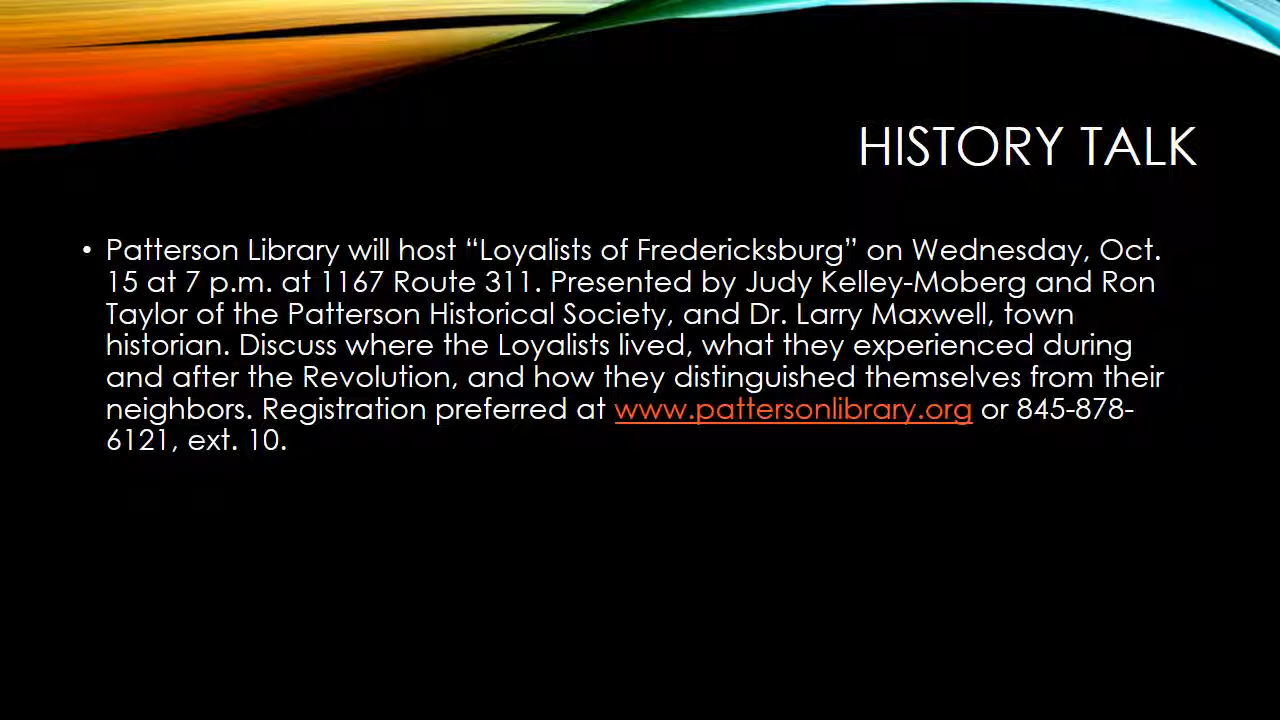 HISTORY TALK
• Patterson Library will host “Loyalists of Fredericksburg” on Wednesday, Oct.
15 at 7 p.m. at 1167 Route 311. Presented by Judy Kelley-Moberg and Ron
Taylor of the Patterson Historical Society, and Dr. Larry Maxwell, town
historian. Discuss where the Loyalists lived, what they experienced during
and after the Revolution, and how they distinguished themselves from their
neighbors. Registration preferred at www.pattersonlibrary.org or 845-878-
6121, ext. 10.